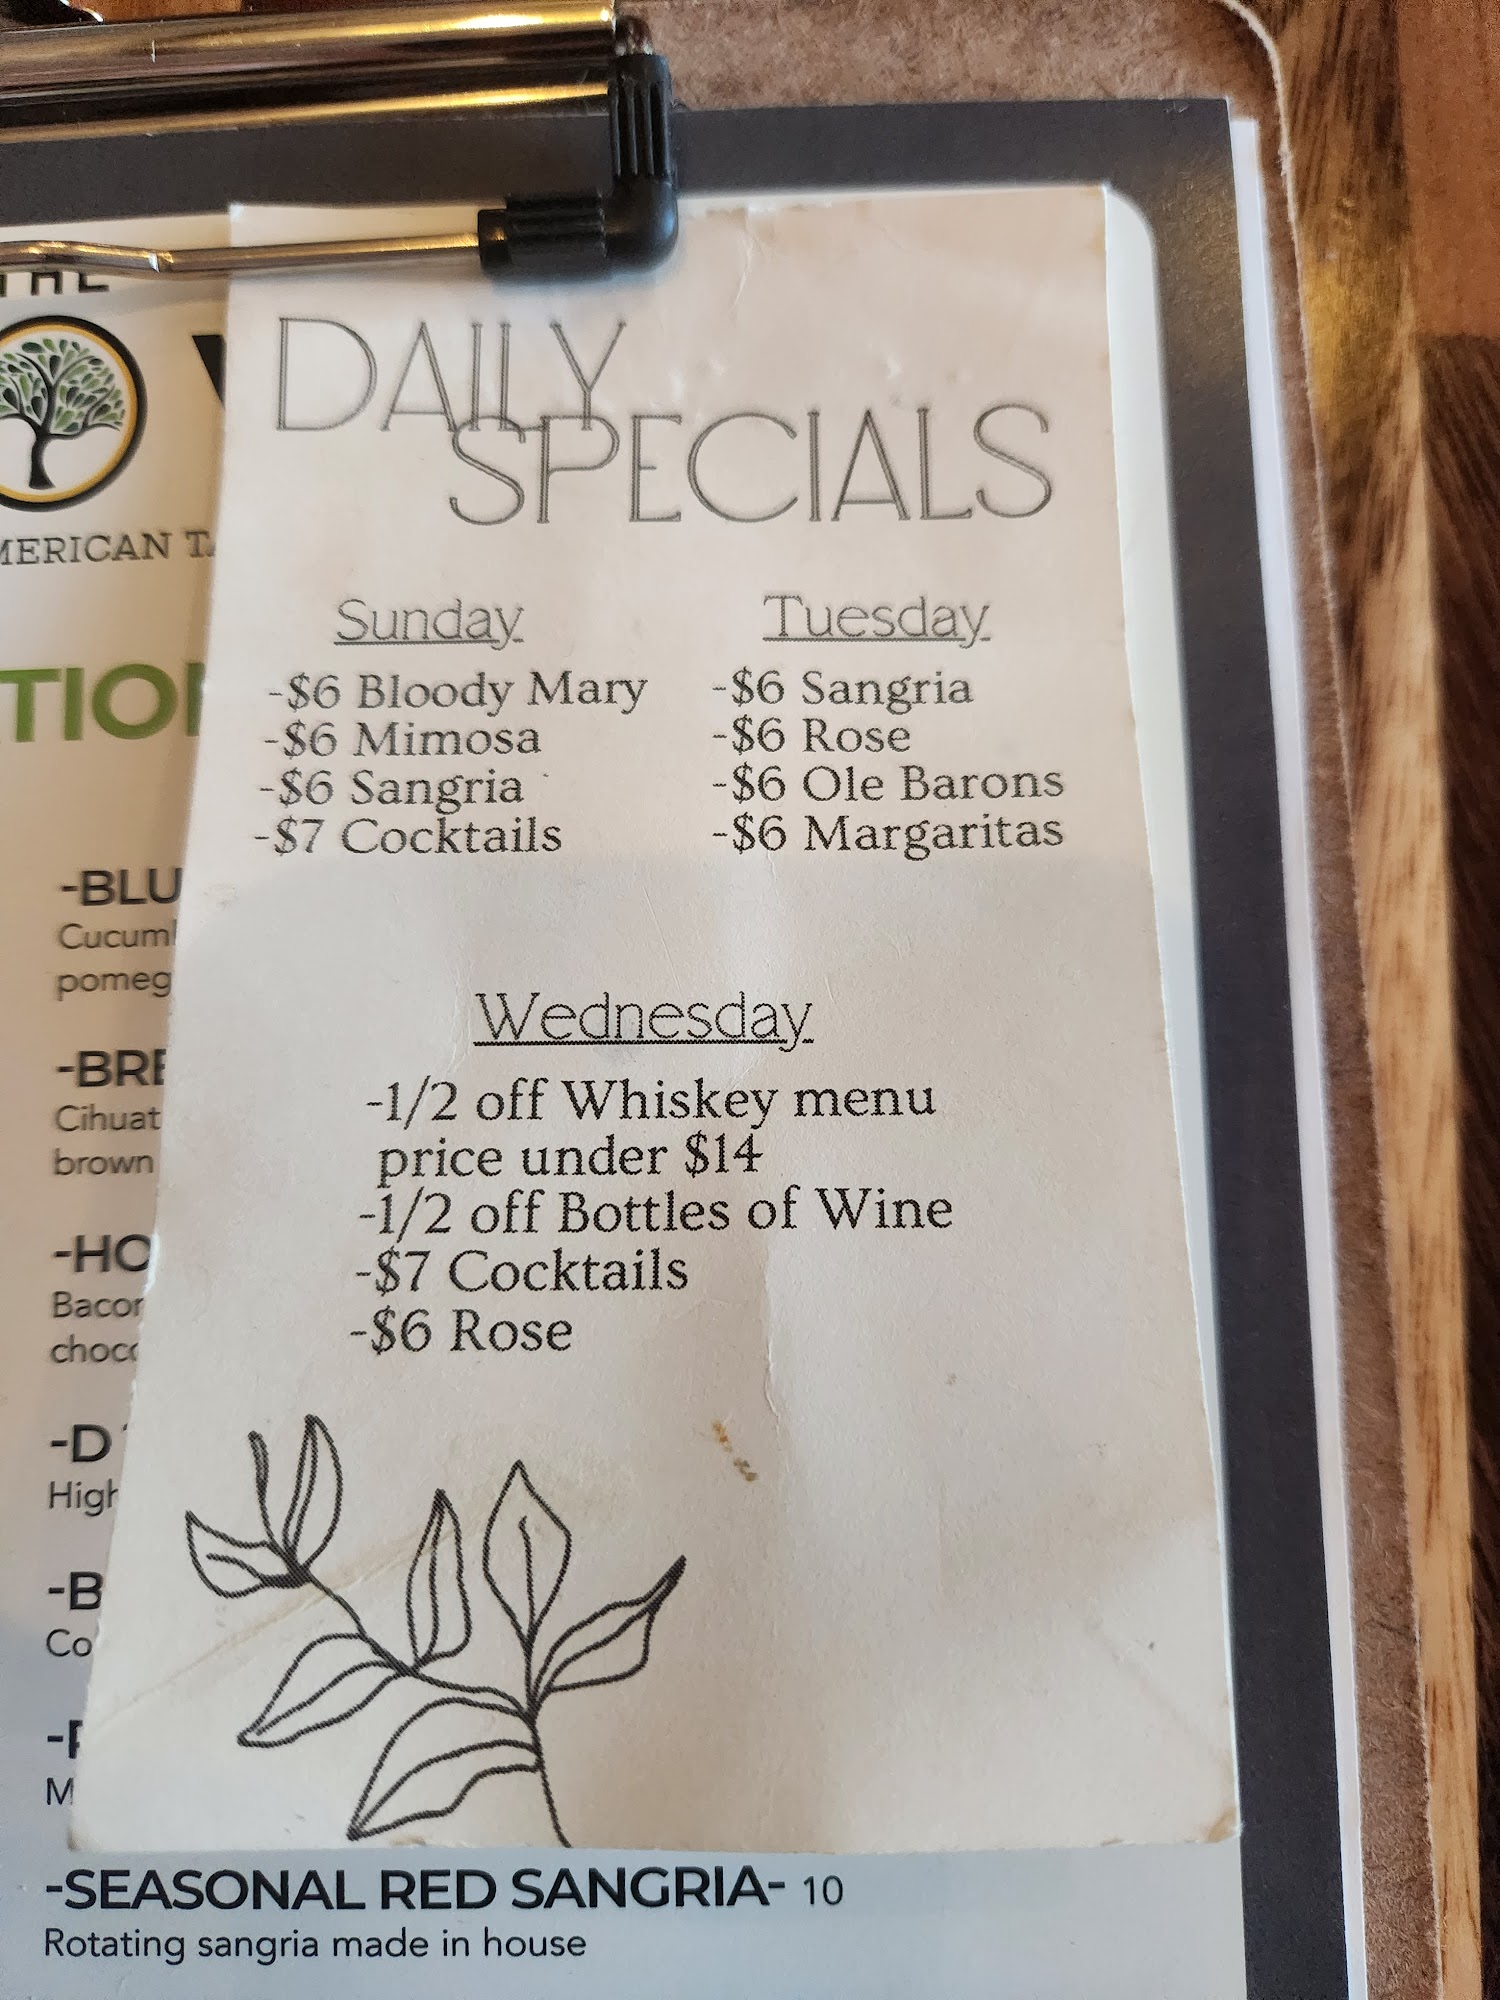 DAILY
SPECIALS
Sunday
-$6 Bloody Mary
-$6 Mimosa
-$6 Sangria
-$7 Cocktails
Tuesday
-$6 Sangria
-$6 Rose
-$6 Ole Barons
-$6 Margaritas
Wednesday
-1/2 off Whiskey menu
price under $14
-1/2 off Bottles of Wine
-$7 Cocktails
-$6 Rose
THE
MERICAN TA
TIO
-BLU
Cucum
pomeg
-BRE
Cihuat
brown
-HO
Bacon
choco
-D
High
-B
Co
M
-SEASONAL RED SANGRIA- 10
Rotating sangria made in house